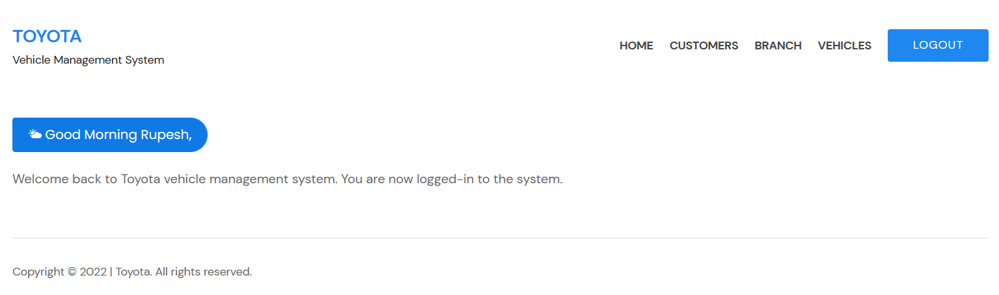 TOYOTA
Vehicle Management System
HOME CUSTOMERS BRANCH VEHICLES LOGOUT
Good Morning Rupesh,
Welcome back to Toyota vehicle management system. You are now logged-in to the system.
Copyright © 2022 | Toyota. All rights reserved.